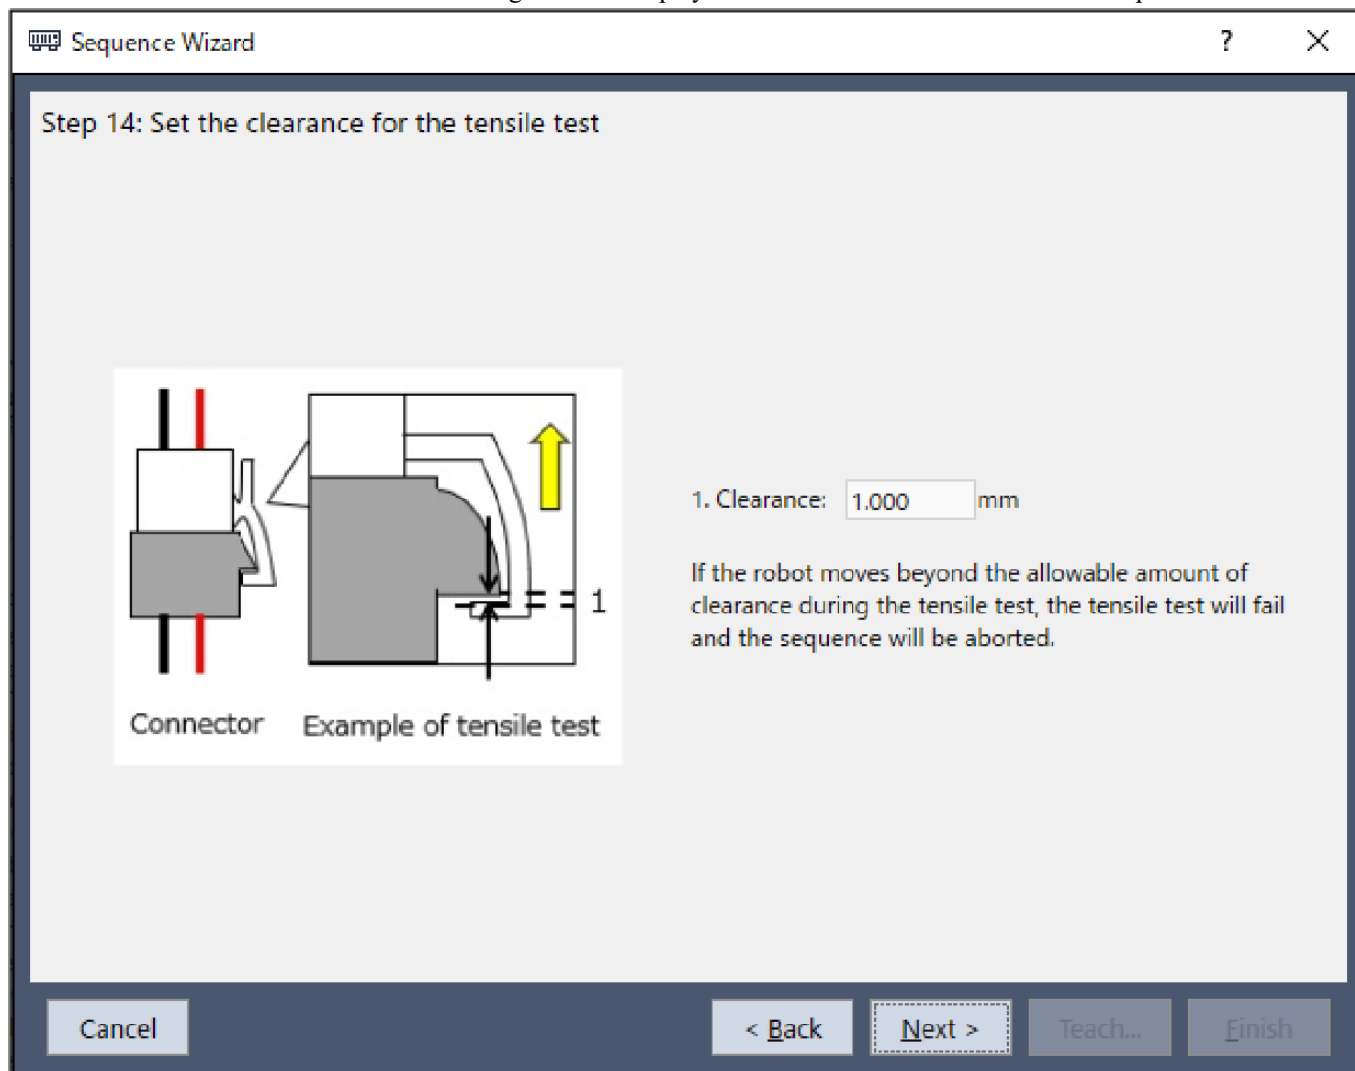 Sequence Wizard
?
Step 14: Set the clearance for the tensile test
1
Connector
Example of tensile test
1. Clearance: 1.000 mm
If the robot moves beyond the allowable amount of
clearance during the tensile test, the tensile test will fail
and the sequence will be aborted.
Cancel
< Back
Next >
Teach...
Finish